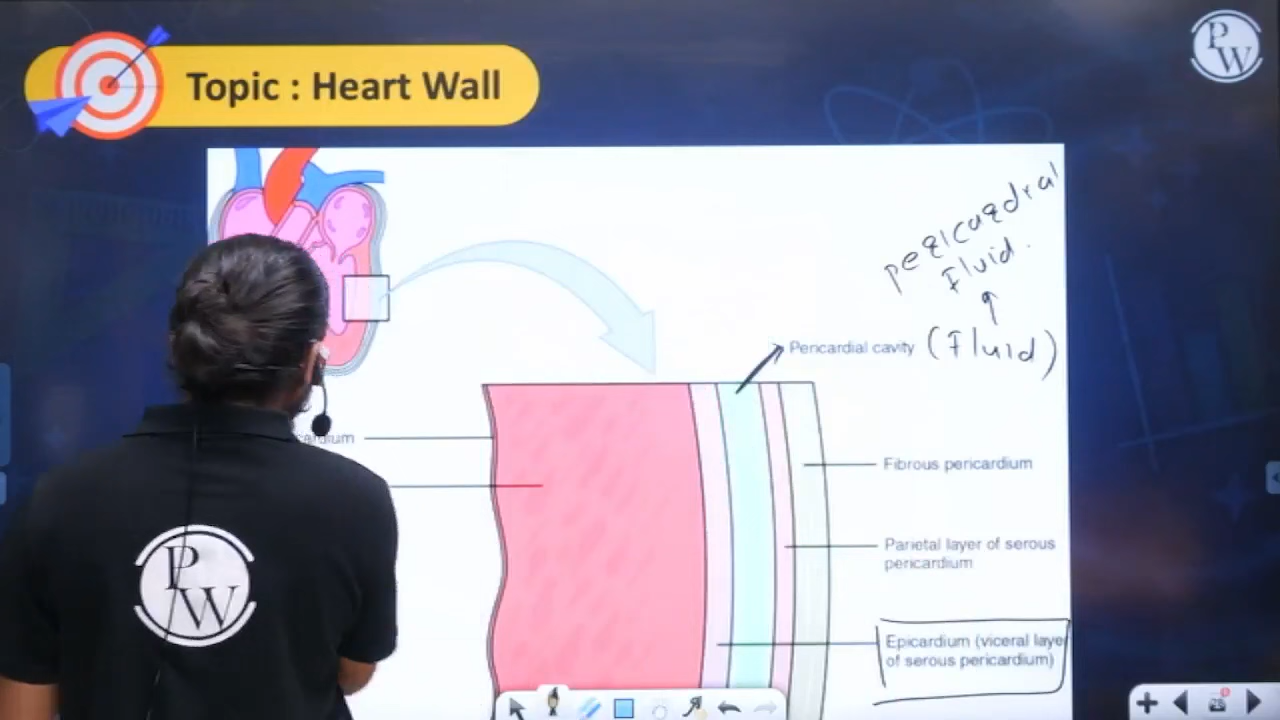 Topic : Heart Wall
PW
pericardial
Fluid.
Pericardial cavity (Fluid)
Fibrous pericardium
Parietal layer of serous
pericardium
Epicardium (viceral layer
of serous pericardium)
PW